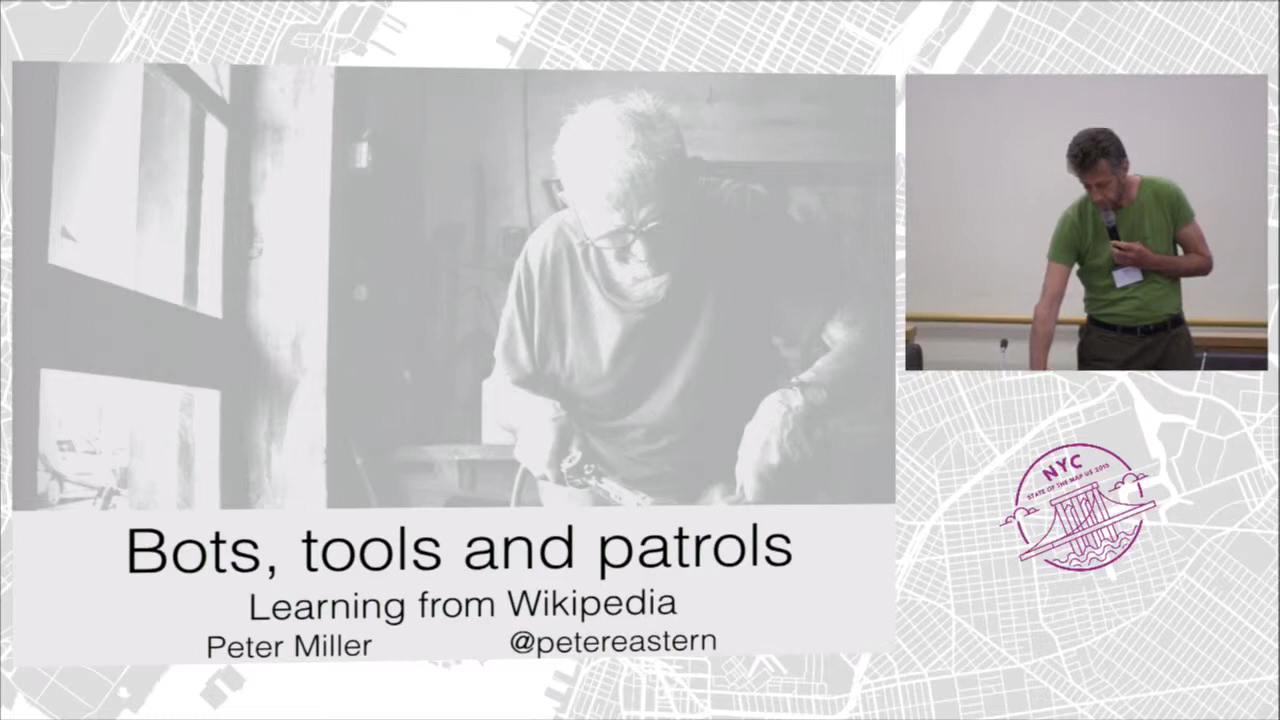 Bots, tools and patrols
Learning from Wikipedia
Peter Miller @petereastern
NYC
STATE OF THE MAP US 2015